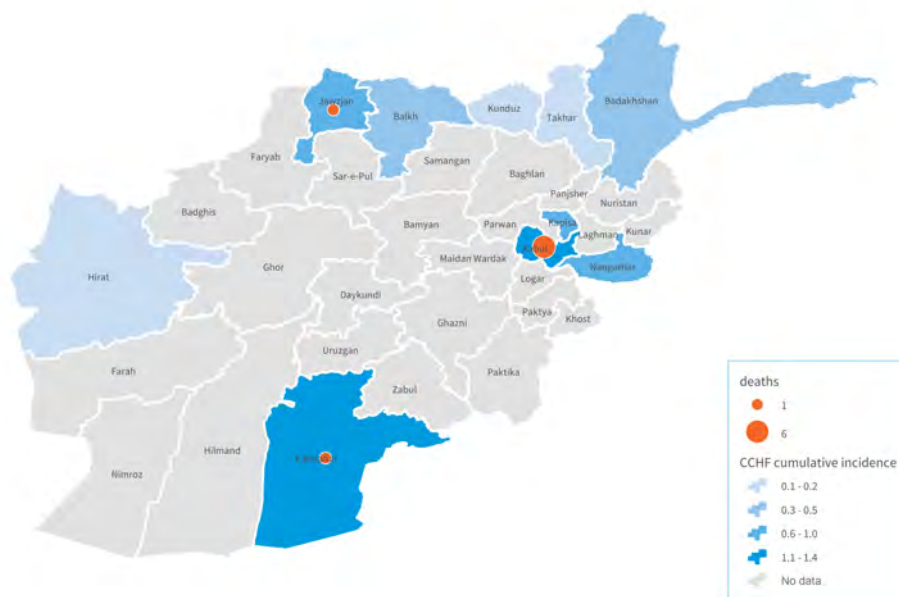 Jawzjan
Balkh
Kunduz
Takhar
Badakhshan
Faryab
Sar-e-Pul
Samangan
Baghlan
Panjsher
Nuristan
Badghis
Bamyan
Parwan
Kapisa
Laghman
Kunar
Kabul
Maidan Wardak
Nangarhar
Hirat
Ghor
Logar
Daykundi
Paktya
Khost
Ghazni
Uruzgan
Farah
Zabul
Paktika
Hilmand
Kandahar
Nimroz
deaths
1
6
CCHF cumulative incidence
0.1 - 0.2
0.3 - 0.5
0.6 - 1.0
1.1 - 1.4
No data